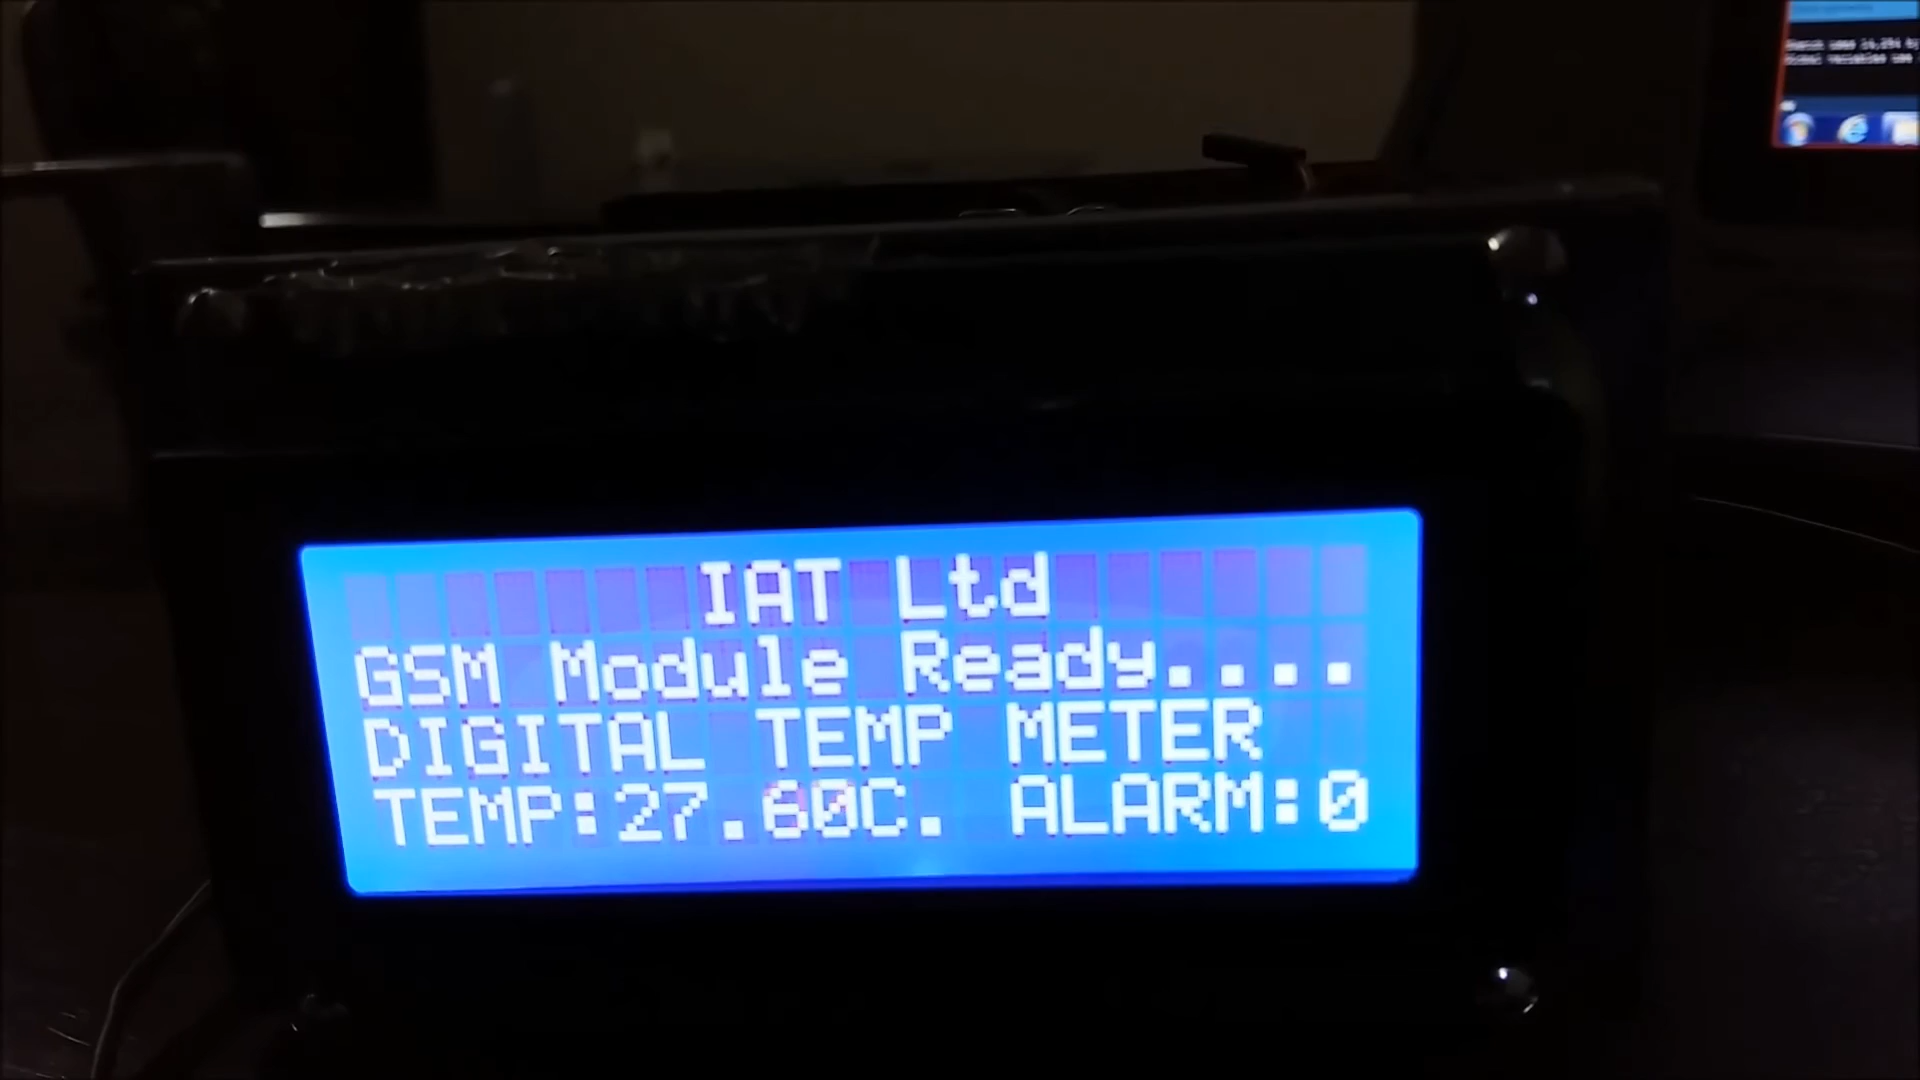 IAT Ltd
GSM Module Ready....
DIGITAL TEMP METER
TEMP:27.60C. ALARM:0